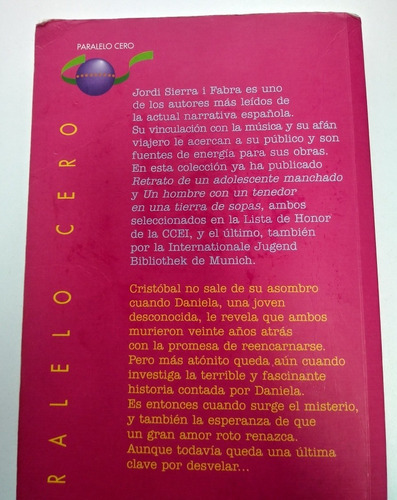 PARALELO CERO
Jordi Sierra i Fabra es uno
de los autores más leídos de
la actual narrativa española.
Su vinculación con la música y su afán
viajero le acercan a su público y son
fuentes de energía para sus obras.
En esta colección ya ha publicado
Retrato de un adolescente manchado
y Un hombre con un tenedor
en una tierra de sopas, ambos
seleccionados en la Lista de Honor
de la CCEI, y el último, también
por la Internationale Jugend
Bibliothek de Munich.
Cristóbal no sale de su asombro
cuando Daniela, una joven
desconocida, le revela que ambos
murieron veinte años atrás
con la promesa de reencarnarse.
Pero más atónito queda aún cuando
investiga la terrible y fascinante
historia contada por Daniela.
Es entonces cuando surge el misterio,
y también la esperanza de que
un gran amor roto renazca.
Aunque todavía queda una última
clave por desvelar...
RALELO CERO